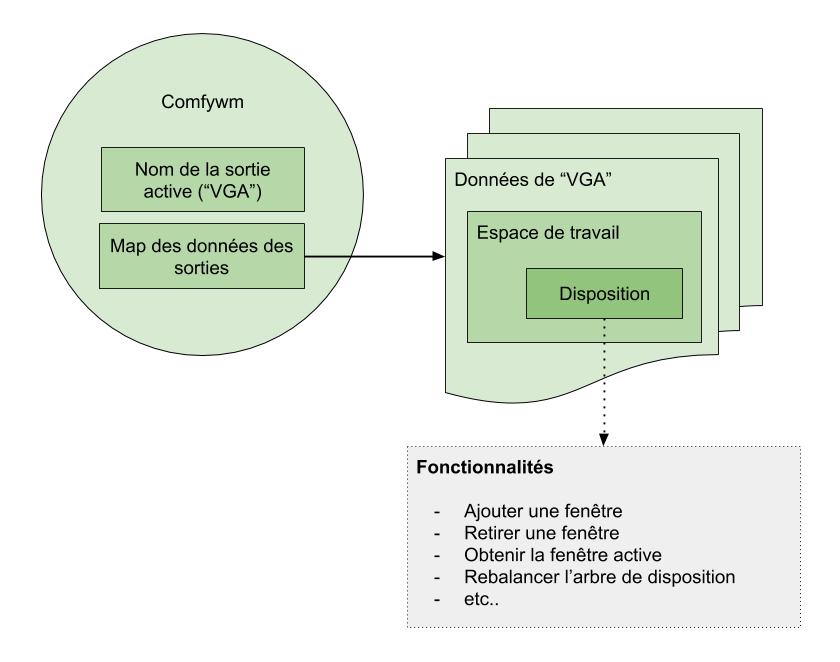 Comfywm
Nom de la sortie
active (“VGA”)
Map des données des
sorties
Données de “VGA”
Espace de travail
Disposition
Fonctionnalités
- Ajouter une fenêtre
- Retirer une fenêtre
- Obtenir la fenêtre active
- Rebalancer l’arbre de disposition
- etc..